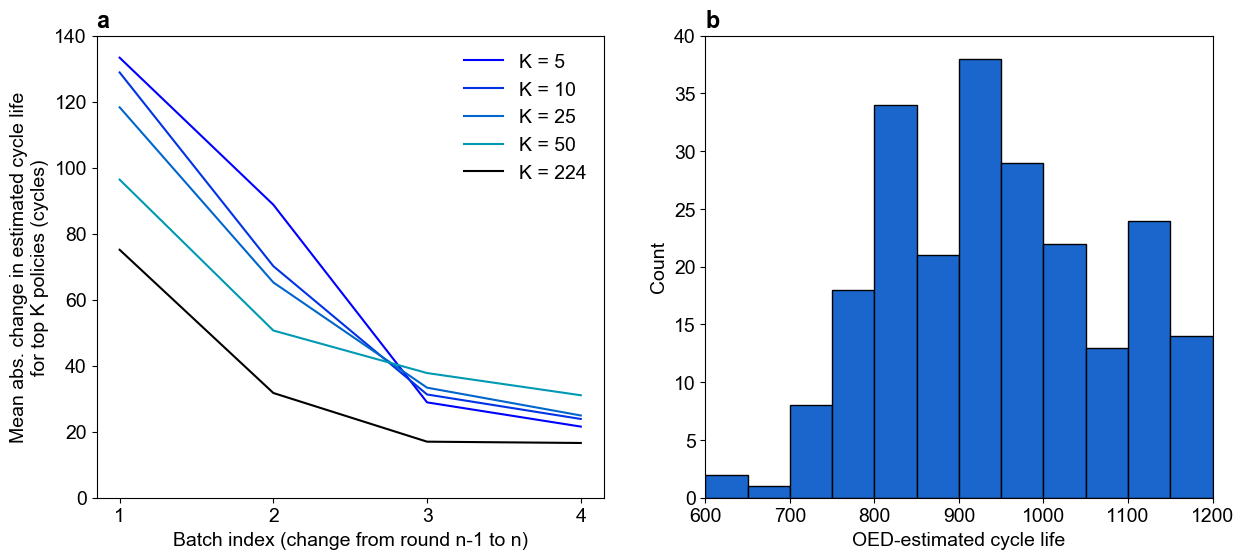 a
140
120
100
80
60
40
20
0
1
2
3
4
Mean abs. change in estimated cycle life
for top K policies (cycles)
Batch index (change from round n-1 to n)
K = 5
K = 10
K = 25
K = 50
K = 224
b
40
35
30
25
20
15
10
5
0
600
700
800
900
1000
1100
1200
Count
OED-estimated cycle life